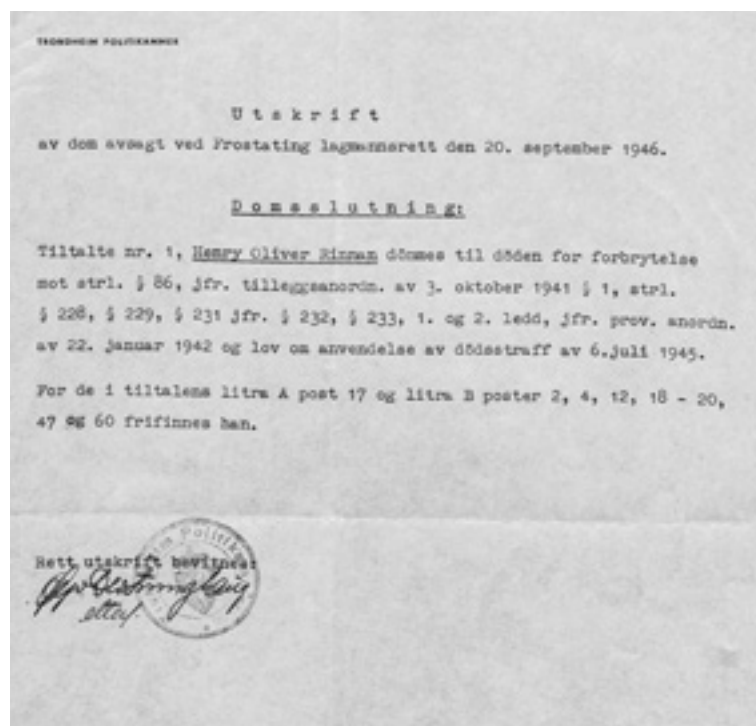 TRONDHEIM POLITIKAMMER
Utskrift
av dom avsagt ved Frostating lagmannsrett den 20. september 1946.
Domsslutning:
Tiltalte nr. 1, Henry Oliver Rinnan dömmes til döden for forbrytelse
mot strl. § 86, jfr. tilleggsanordn. av 3. oktober 1941 § 1, strl.
§ 228, § 229, § 231 jfr. § 232, § 233, 1. og 2. ledd, jfr. prov. anordn.
av 22. januar 1942 og lov om anvendelse av dödsstraff av 6.juli 1945.
For de i tiltalens litra A post 17 og litra B poster 2, 4, 12, 18 - 20,
47 og 60 frifinnes han.
Rett utskrift bevitnes: